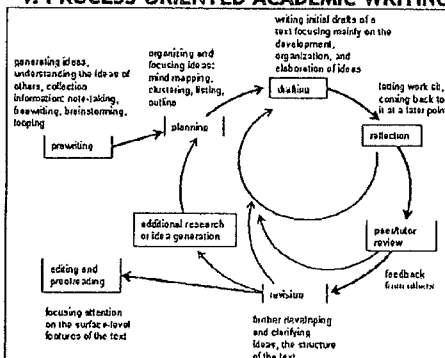 V. PROCESS ORIENTED ACADEMIC WRITING
writing initial drafts of a
text focusing mainly on the
development,
organization, and
elaboration of ideas
organizing and
focusing ideas:
mind mapping,
clustering, listing,
outline
generating ideas,
understanding the ideas of
others, collection
information: note-taking,
freewriting, brainstorming,
looping
drafting
letting work sit,
coming back to
it at a later point
planning
reflection
prewriting
additional research
or idea generation
peer/tutor
review
feedback
from others
editing and
proofreading
revision
focusing attention
on the surface-level
features of the text
further developing
and clarifying
ideas, the structure
of the text